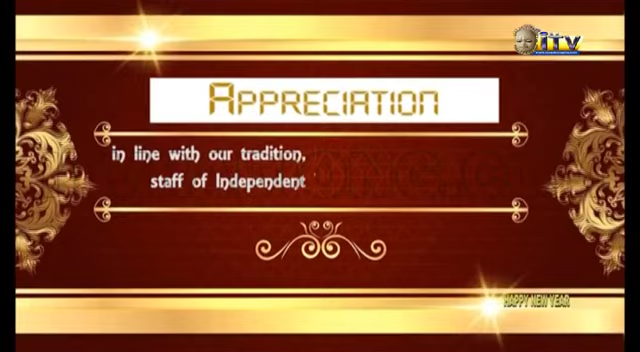 iTV
APPRECIATION
in line with our tradition,
staff of Independent
HAPPY NEW YEAR